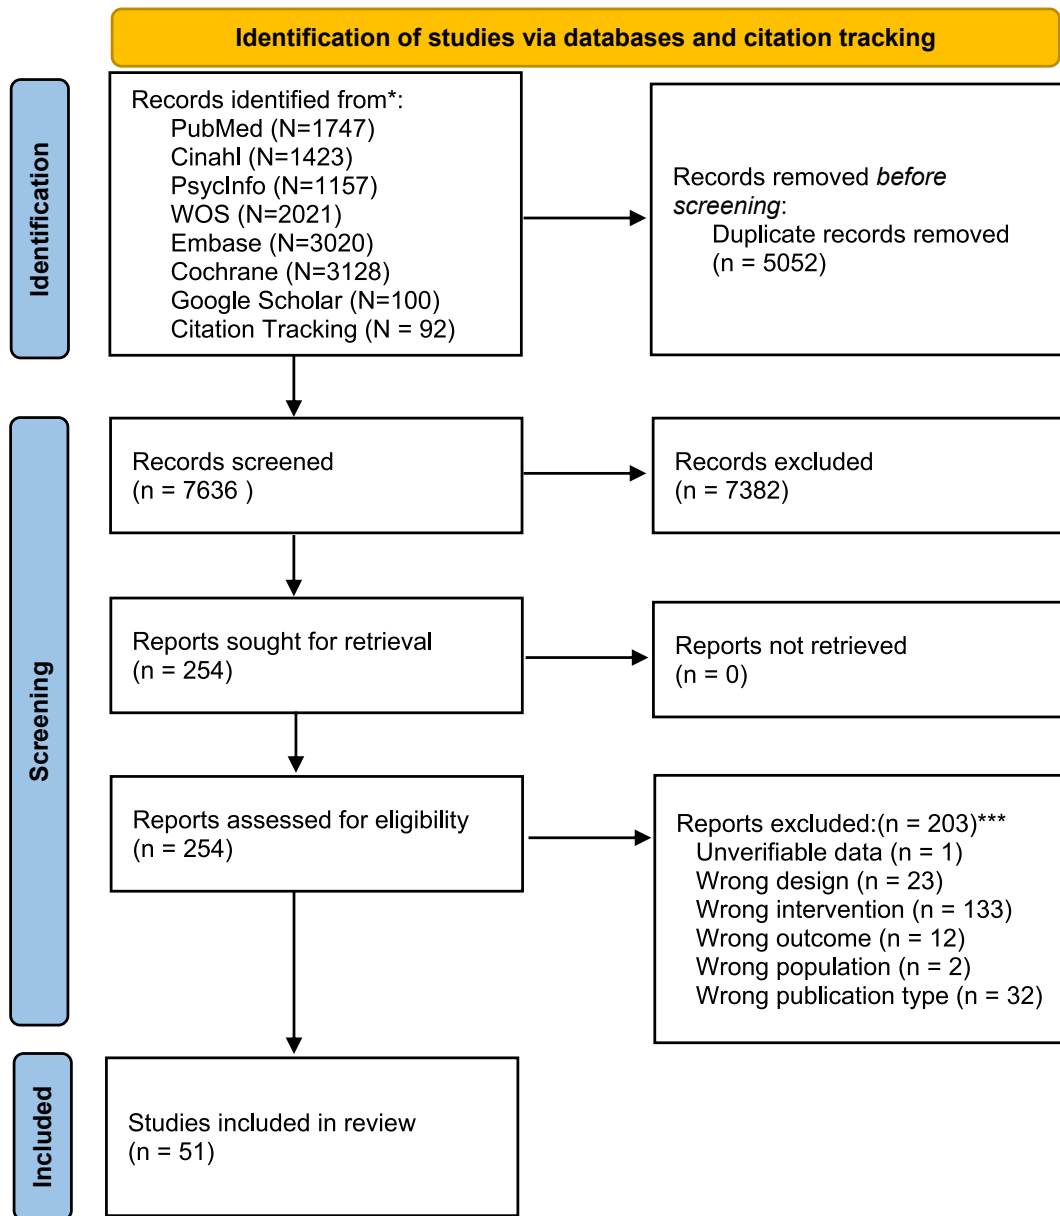 Identification of studies via databases and citation tracking
Identification
Records identified from*:
PubMed (N=1747)
Cinahl (N=1423)
PsycInfo (N=1157)
WOS (N=2021)
Embase (N=3020)
Cochrane (N=3128)
Google Scholar (N=100)
Citation Tracking (N = 92)
Records removed before
screening:
Duplicate records removed
(n = 5052)
Screening
Records screened
(n = 7636 )
Records excluded
(n = 7382)
Reports sought for retrieval
(n = 254)
Reports not retrieved
(n = 0)
Reports assessed for eligibility
(n = 254)
Reports excluded:(n = 203)***
Unverifiable data (n = 1)
Wrong design (n = 23)
Wrong intervention (n = 133)
Wrong outcome (n = 12)
Wrong population (n = 2)
Wrong publication type (n = 32)
Included
Studies included in review
(n = 51)